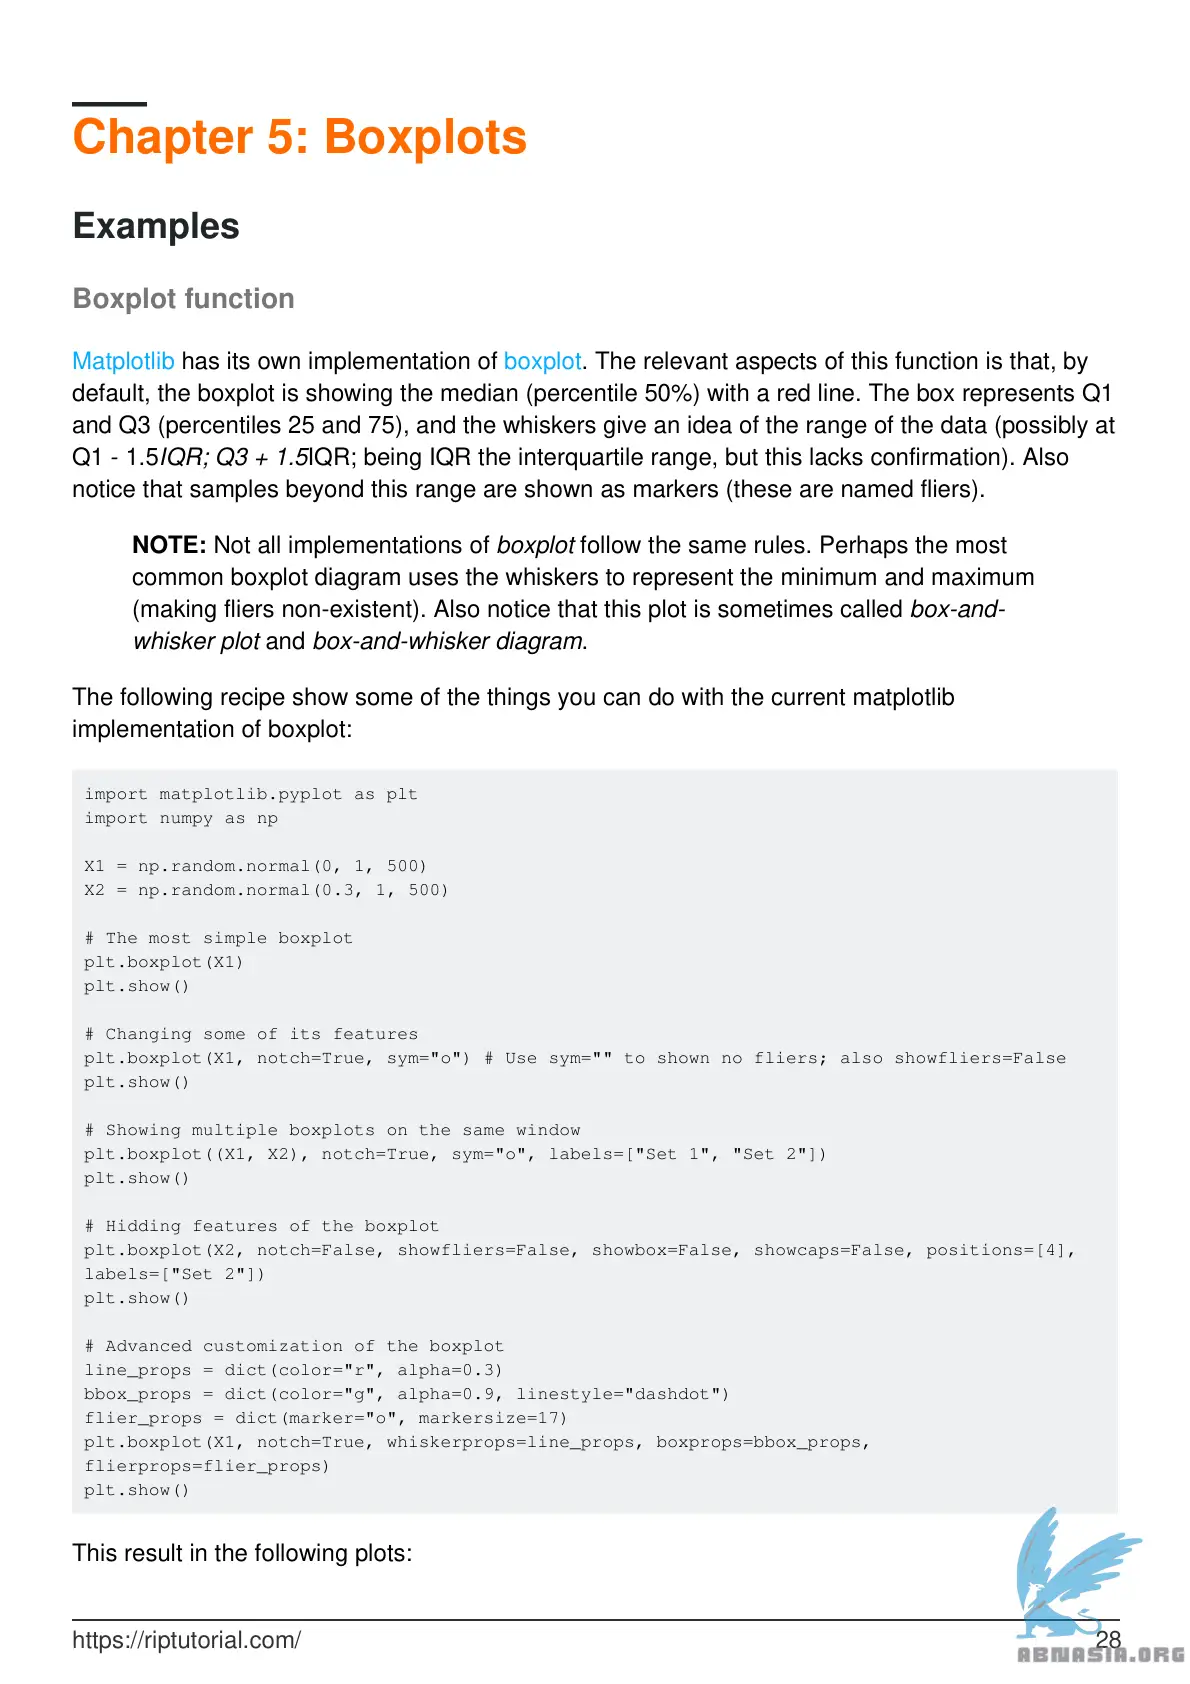 Chapter 5: Boxplots
Examples
Boxplot function
Matplotlib has its own implementation of boxplot. The relevant aspects of this function is that, by
default, the boxplot is showing the median (percentile 50%) with a red line. The box represents Q1
and Q3 (percentiles 25 and 75), and the whiskers give an idea of the range of the data (possibly at
Q1 - 1.5IQR; Q3 + 1.5IQR; being IQR the interquartile range, but this lacks confirmation). Also
notice that samples beyond this range are shown as markers (these are named fliers).
NOTE: Not all implementations of boxplot follow the same rules. Perhaps the most
common boxplot diagram uses the whiskers to represent the minimum and maximum
(making fliers non-existent). Also notice that this plot is sometimes called box-and-
whisker plot and box-and-whisker diagram.
The following recipe show some of the things you can do with the current matplotlib
implementation of boxplot:
import matplotlib.pyplot as plt
import numpy as np
X1 = np.random.normal(0, 1, 500)
X2 = np.random.normal(0.3, 1, 500)
# The most simple boxplot
plt.boxplot(X1)
plt.show()
# Changing some of its features
plt.boxplot(X1, notch=True, sym="o") # Use sym="" to shown no fliers; also showfliers=False
plt.show()
# Showing multiple boxplots on the same window
plt.boxplot((X1, X2), notch=True, sym="o", labels=["Set 1", "Set 2"])
plt.show()
# Hidding features of the boxplot
plt.boxplot(X2, notch=False, showfliers=False, showbox=False, showcaps=False, positions=[4],
labels=["Set 2"])
plt.show()
# Advanced customization of the boxplot
line_props = dict(color="r", alpha=0.3)
bbox_props = dict(color="g", alpha=0.9, linestyle="dashdot")
flier_props = dict(marker="o", markersize=17)
plt.boxplot(X1, notch=True, whiskerprops=line_props, boxprops=bbox_props,
flierprops=flier_props)
plt.show()
This result in the following plots:
https://riptutorial.com/ 28
ABNASIA.ORG